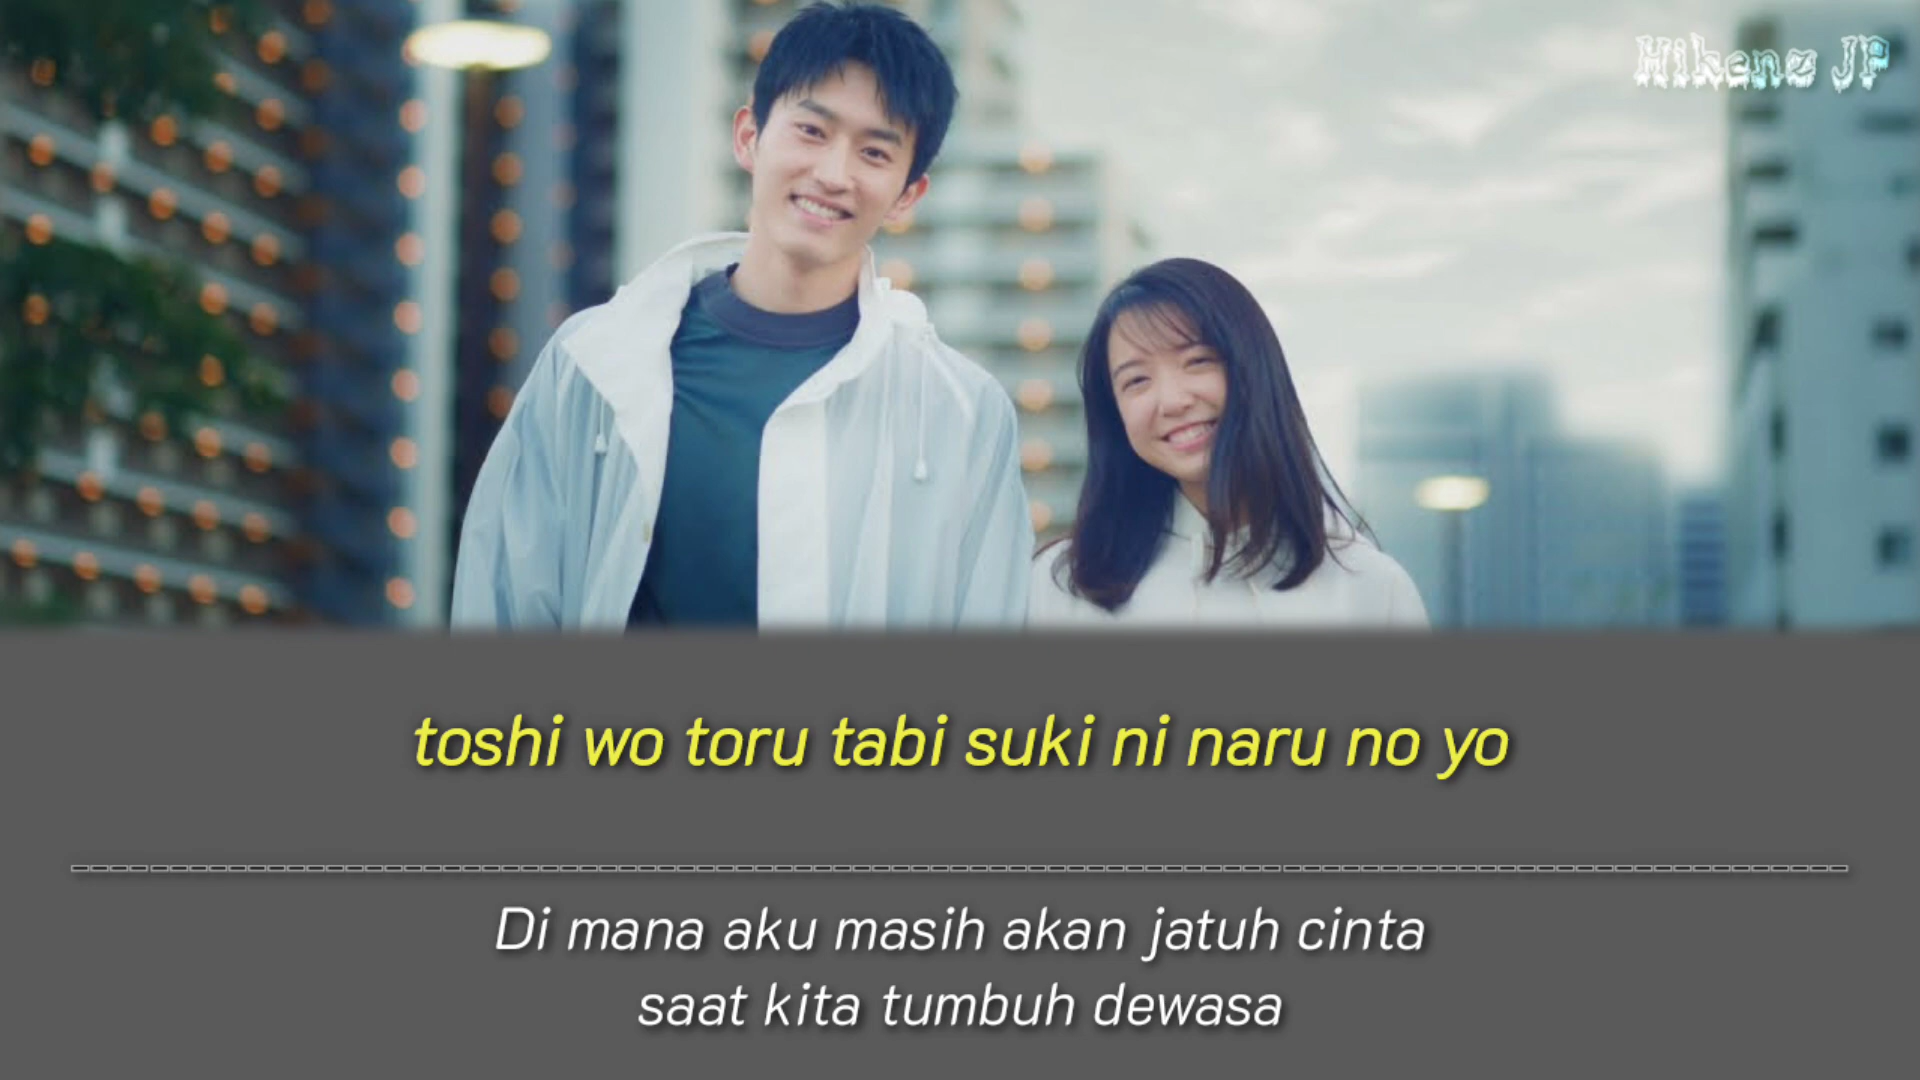 Hikenz JP
toshi wo toru tabi suki ni naru no yo
Di mana aku masih akan jatuh cinta
saat kita tumbuh dewasa